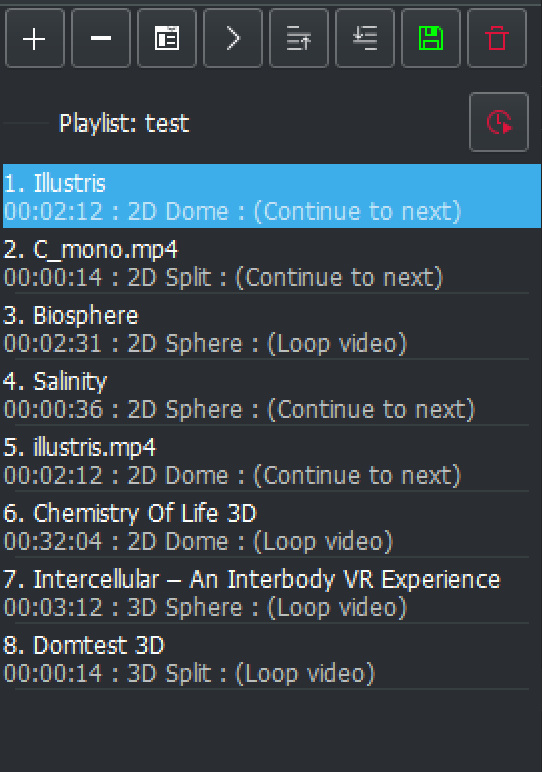 Playlist: test
1. Illustris
00:02:12 : 2D Dome : (Continue to next)
2. C_mono.mp4
00:00:14 : 2D Split : (Continue to next)
3. Biosphere
00:02:31 : 2D Sphere : (Loop video)
4. Salinity
00:00:36 : 2D Sphere : (Continue to next)
5. illustris.mp4
00:02:12 : 2D Dome : (Continue to next)
6. Chemistry Of Life 3D
00:32:04 : 2D Dome : (Loop video)
7. Intercellular – An Interbody VR Experience
00:03:12 : 3D Sphere : (Loop video)
8. Domtest 3D
00:00:14 : 3D Split : (Loop video)